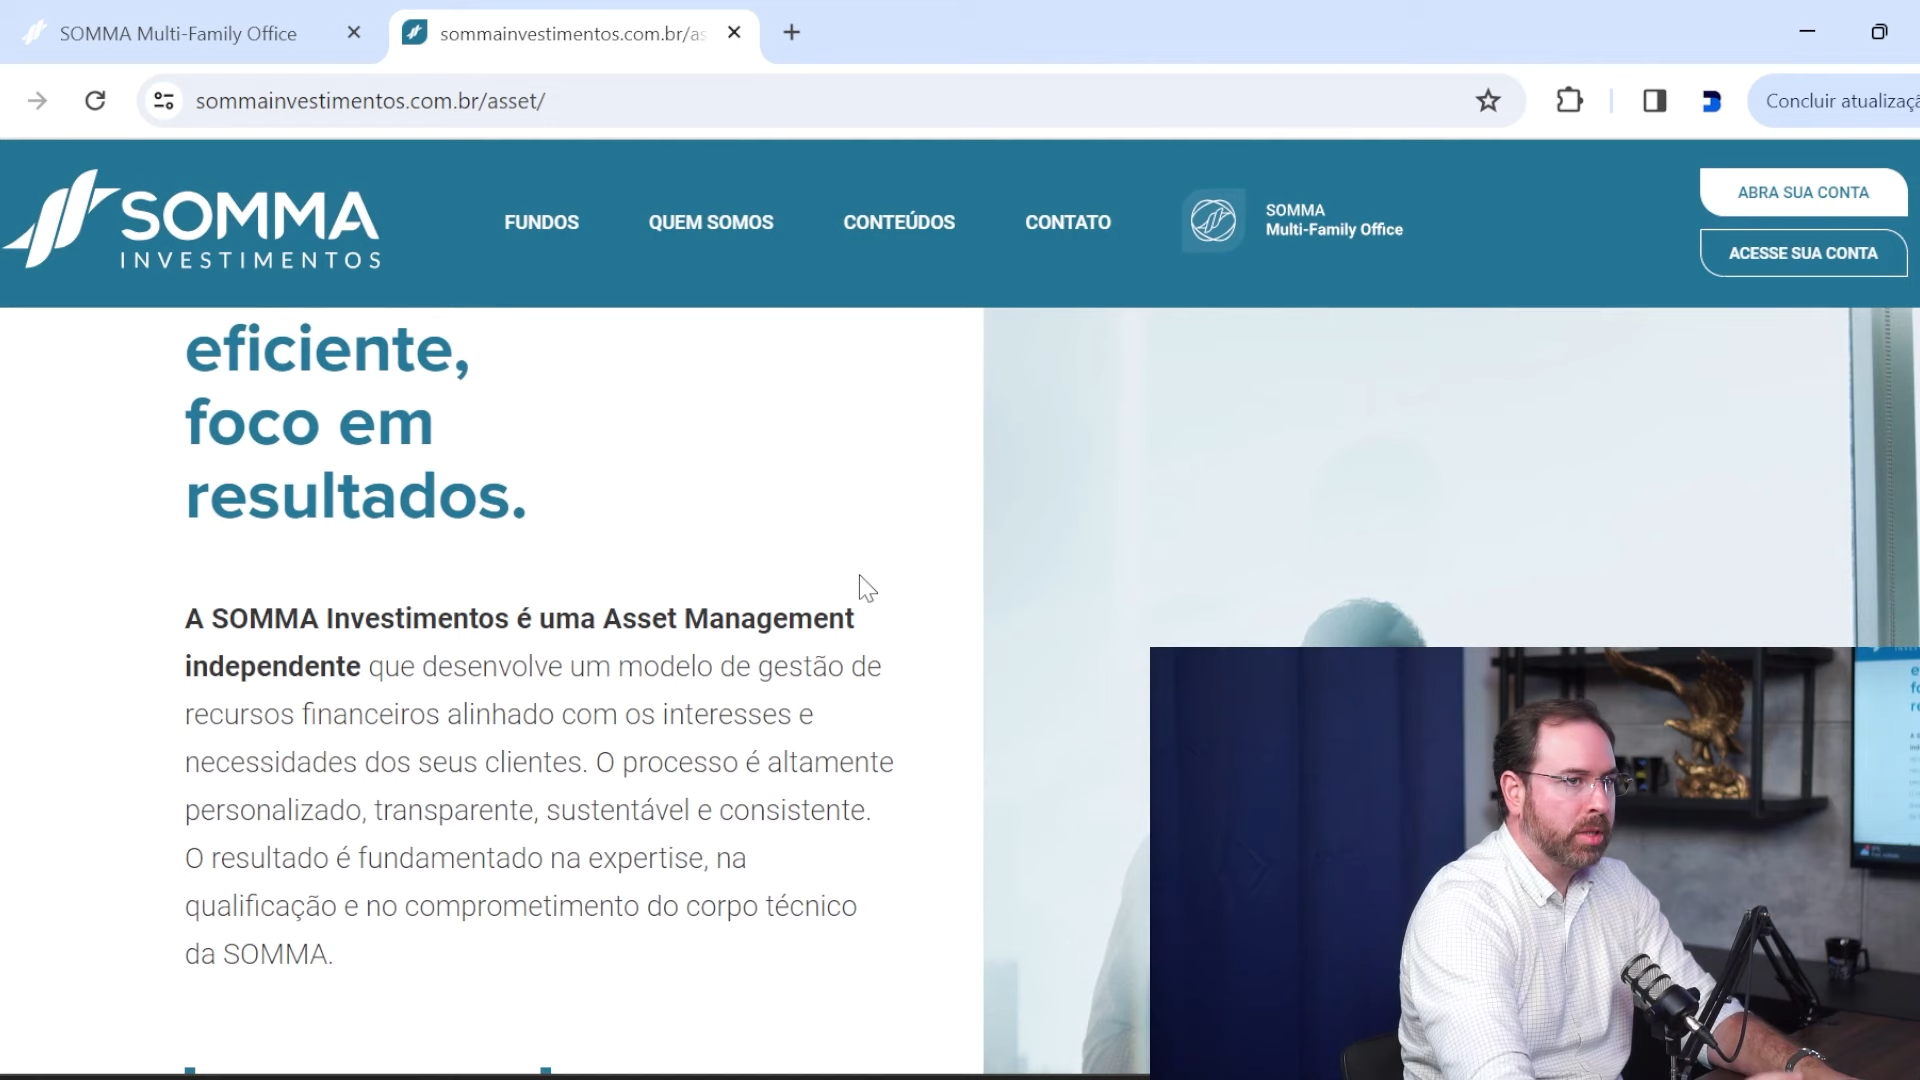 SOMMA Multi-Family Office
sommainvestimentos.com.br/as
sommainvestimentos.com.br/asset/
Concluir atualizaçã
SOMMA
INVESTIMENTOS
FUNDOS
QUEM SOMOS
CONTEÚDOS
CONTATO
SOMMA
Multi-Family Office
ABRA SUA CONTA
ACESSE SUA CONTA
eficiente,
foco em
resultados.
A SOMMA Investimentos é uma Asset Management
independente que desenvolve um modelo de gestão de
recursos financeiros alinhado com os interesses e
necessidades dos seus clientes. O processo é altamente
personalizado, transparente, sustentável e consistente.
O resultado é fundamentado na expertise, na
qualificação e no comprometimento do corpo técnico
da SOMMA.